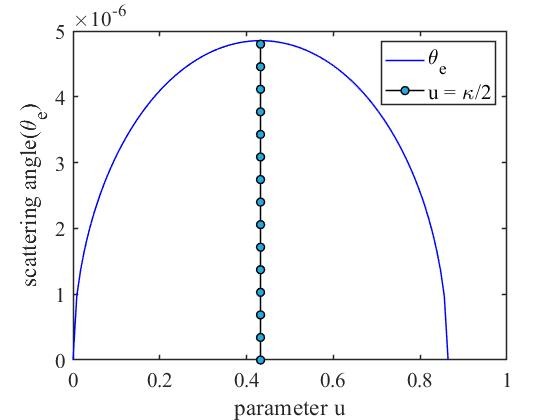 ×10⁻⁶
5
4
3
2
1
0
scattering angle(θₑ)
θₑ
u = κ/2
0 0.2 0.4 0.6 0.8 1
parameter u